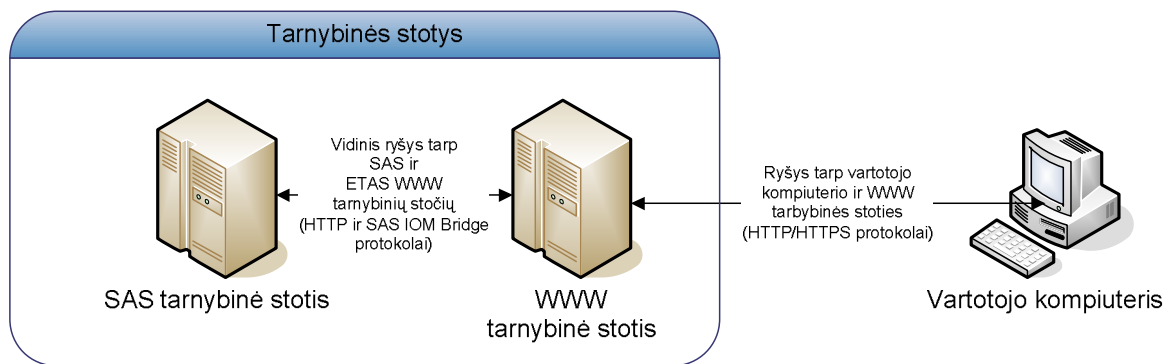 Tarnybinės stotys
Vidinis ryšys tarp
SAS ir
ETAS WWW
tarnybinių stočių
(HTTP ir SAS IOM Bridge
protokolai)
Ryšys tarp vartotojo
kompiuterio ir WWW
tarbybinės stoties
(HTTP/HTTPS protokolai)
SAS tarnybinė stotis
WWW
tarnybinė stotis
Vartotojo kompiuteris